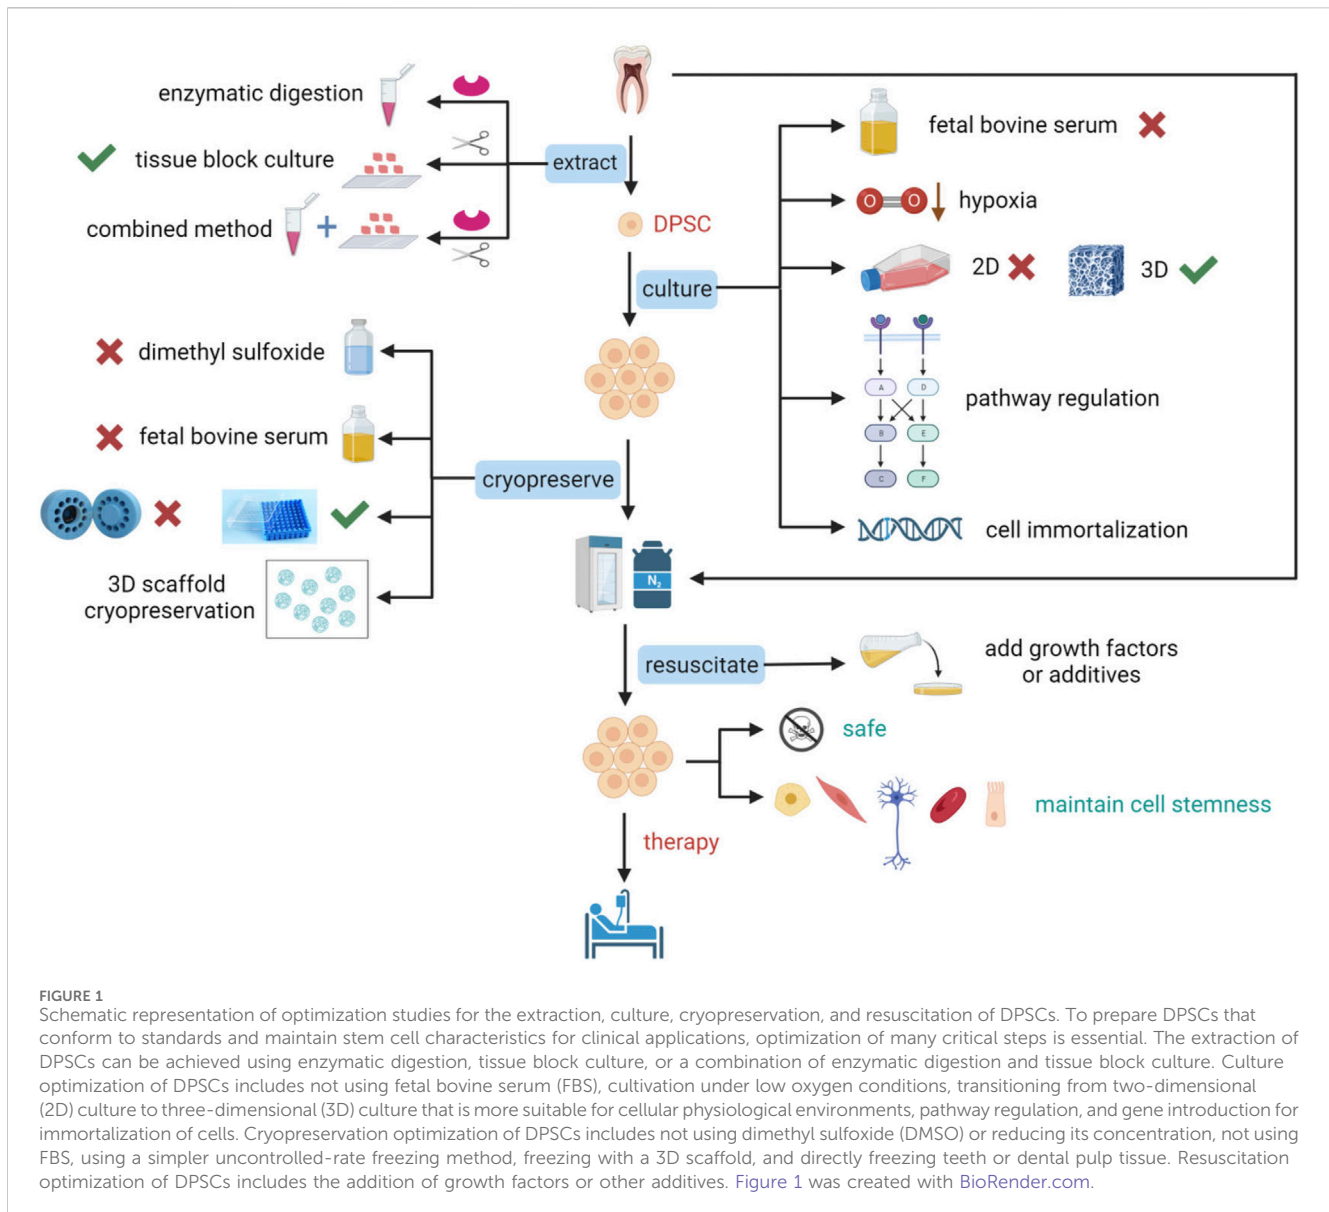 enzymatic digestion
tissue block culture
combined method
+
extract
DPSC
culture
fetal bovine serum
O O
hypoxia
2D
3D
A D
B E
C F
pathway regulation
cell immortalization
dimethyl sulfoxide
fetal bovine serum
cryopreserve
3D scaffold
cryopreservation
N2
resuscitate
add growth factors
or additives
safe
maintain cell stemness
therapy
FIGURE 1
Schematic representation of optimization studies for the extraction, culture, cryopreservation, and resuscitation of DPSCs. To prepare DPSCs that
conform to standards and maintain stem cell characteristics for clinical applications, optimization of many critical steps is essential. The extraction of
DPSCs can be achieved using enzymatic digestion, tissue block culture, or a combination of enzymatic digestion and tissue block culture. Culture
optimization of DPSCs includes not using fetal bovine serum (FBS), cultivation under low oxygen conditions, transitioning from two-dimensional
(2D) culture to three-dimensional (3D) culture that is more suitable for cellular physiological environments, pathway regulation, and gene introduction for
immortalization of cells. Cryopreservation optimization of DPSCs includes not using dimethyl sulfoxide (DMSO) or reducing its concentration, not using
FBS, using a simpler uncontrolled-rate freezing method, freezing with a 3D scaffold, and directly freezing teeth or dental pulp tissue. Resuscitation
optimization of DPSCs includes the addition of growth factors or other additives. Figure 1 was created with BioRender.com.